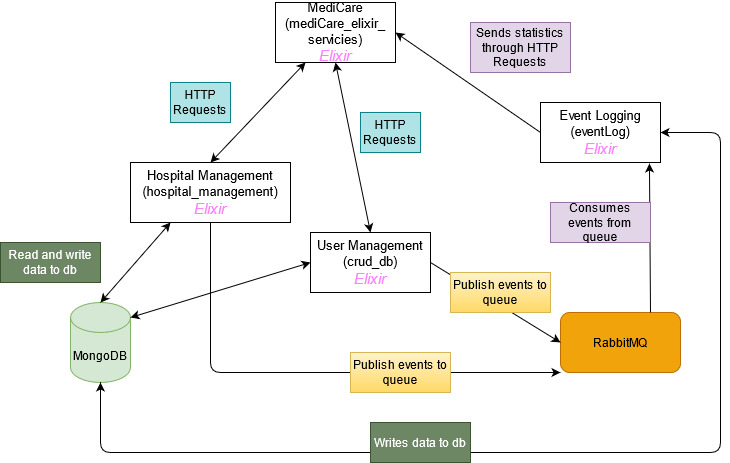 MediCare
(mediCare_elixir_
servicies)
Elixir
Sends statistics
through HTTP
Requests
HTTP
Requests
HTTP
Requests
Event Logging
(eventLog)
Elixir
Hospital Management
(hospital_management)
Elixir
Consumes
events from
queue
User Management
(crud_db)
Elixir
Read and write
data to db
Publish events to
queue
MongoDB
RabbitMQ
Publish events to
queue
Writes data to db